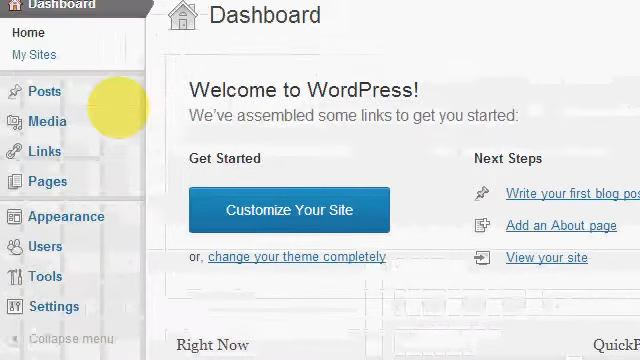 Dashboard
Home
My Sites
Posts
Media
Links
Pages
Appearance
Users
Tools
Settings
Collapse menu
Dashboard
Welcome to WordPress!
We've assembled some links to get you started:
Get Started
Customize Your Site
or, change your theme completely
Next Steps
Write your first blog pos
Add an About page
View your site
Right Now
QuickP